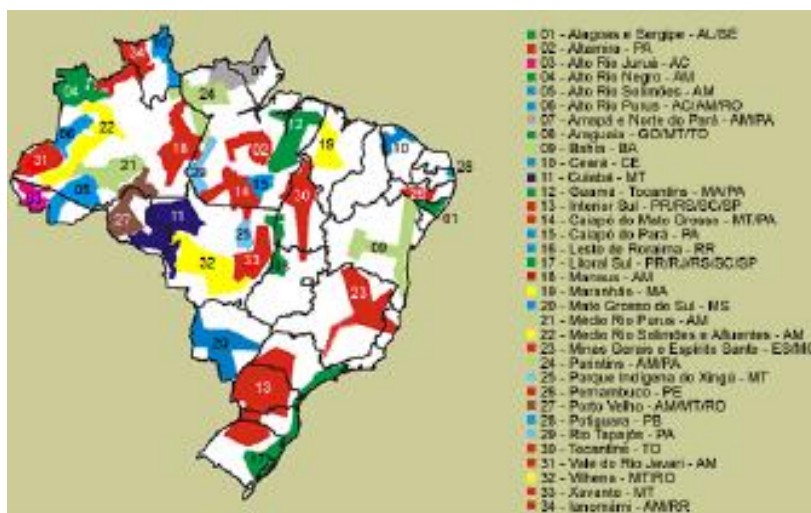 34
04
07
24
22
12
06
18
02
19
10
31
29
28
21
14
15
30
05
27
11
25
01
09
32
33
23
13
01 - Alagoas e Sergipe - AL/SE
02 - Altamira - PA
03 - Alto Rio Juruá - AC
04 - Alto Rio Negro - AM
05 - Alto Rio Solimões - AM
06 - Alto Rio Purus - AC/AM/RO
07 - Amapá e Norte do Pará - AM/PA
08 - Araguaia - GO/MT/TO
09 - Bahia - BA
10 - Ceará - CE
11 - Cuiabá - MT
12 - Guamá - Tocantins - MA/PA
13 - Interior Sul - PR/RS/SC/SP
14 - Caiapó do Mato Grosso - MT/PA
15 - Caiapó do Pará - PA
16 - Leste de Roraima - RR
17 - Litoral Sul - PR/RJ/RS/SC/SP
18 - Manaus - AM
19 - Maranhão - MA
20 - Mato Grosso do Sul - MS
21 - Médio Rio Purus - AM
22 - Médio Rio Solimões e Afluentes - AM
23 - Minas Gerais e Espírito Santo - ES/MG
24 - Parintins - AM/PA
25 - Parque Indígena do Xingú - MT
26 - Pernambuco - PE
27 - Porto Velho - AM/MT/RO
28 - Potiguara - PB
29 - Rio Tapajós - PA
30 - Tocantins - TO
31 - Vale do Rio Javari - AM
32 - Vilhena - MT/RO
33 - Xavante - MT
34 - Ianomâmi - AM/RR